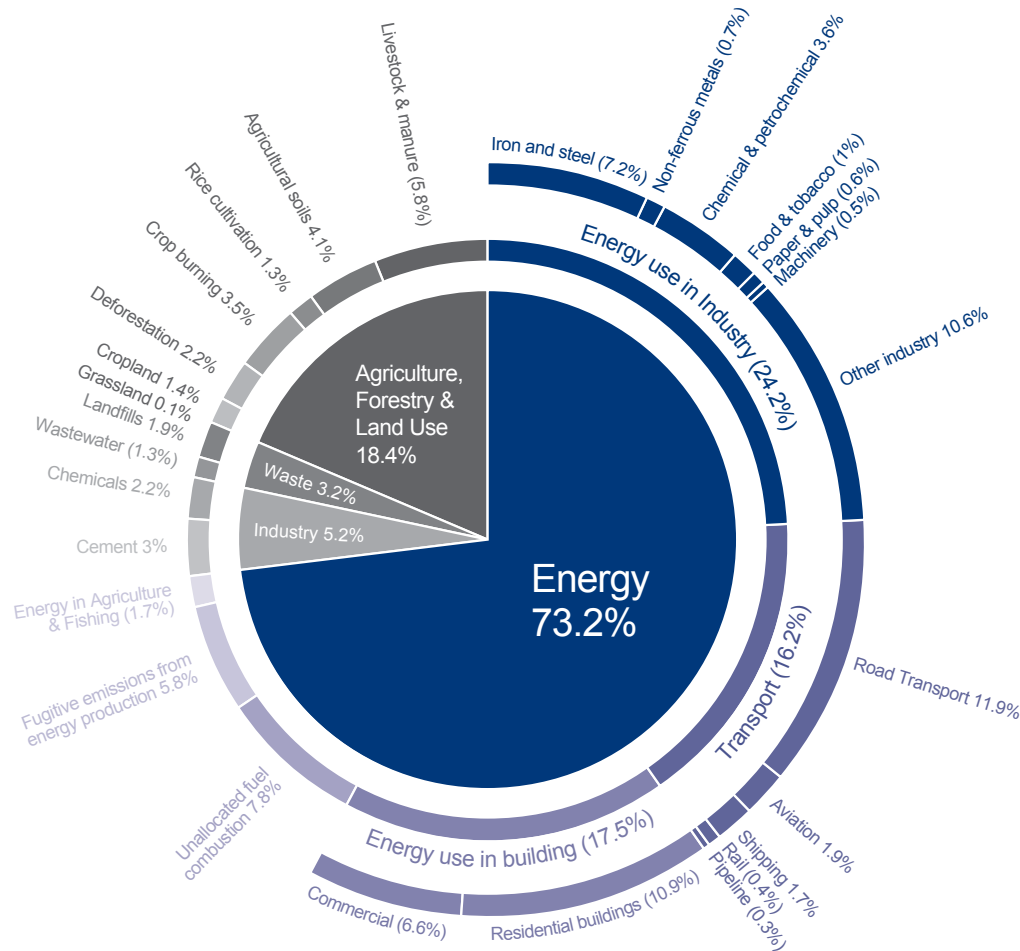 Livestock & manure (5.8%)
Agricultural soils 4.1%
Rice cultivation 1.3%
Crop burning 3.5%
Deforestation 2.2%
Cropland 1.4%
Grassland 0.1%
Landfills 1.9%
Wastewater (1.3%)
Chemicals 2.2%
Cement 3%
Energy in Agriculture
& Fishing (1.7%)
Fugitive emissions from
energy production 5.8%
Unallocated fuel
combustion 7.8%
Iron and steel (7.2%)
Non-ferrous metals (0.7%)
Chemical & petrochemical 3.6%
Food & tobacco (1%)
Paper & pulp (0.6%)
Machinery (0.5%)
Other industry 10.6%
Energy use in Industry (24.2%)
Road Transport 11.9%
Aviation 1.9%
Shipping 1.7%
Rail (0.4%)
Pipeline (0.3%)
Transport (16.2%)
Residential buildings (10.9%)
Commercial (6.6%)
Energy use in building (17.5%)
Agriculture,
Forestry &
Land Use
18.4%
Waste 3.2%
Industry 5.2%
Energy
73.2%